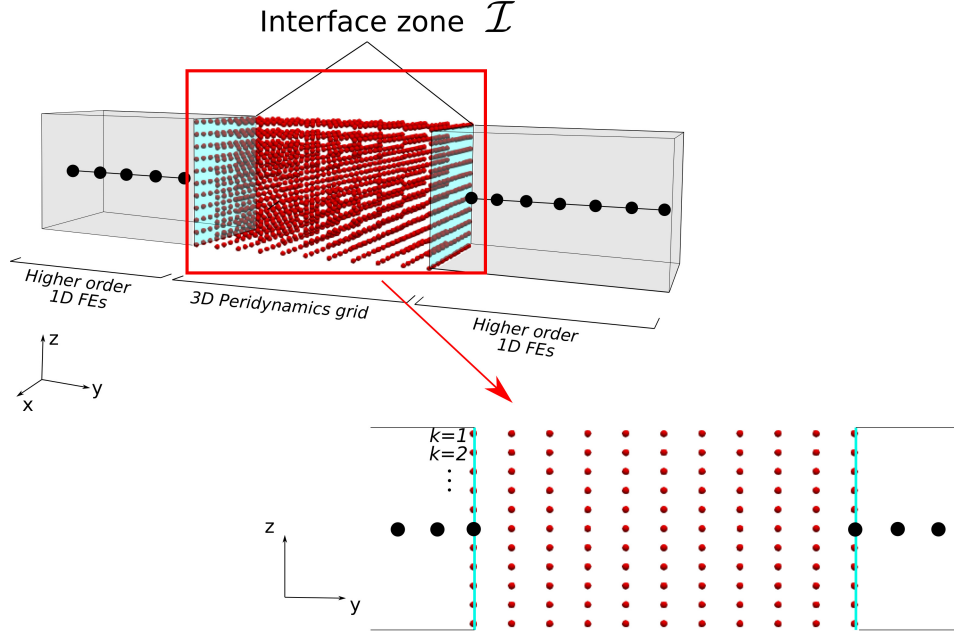 Interface zone ℐ
Higher order
1D FEs
3D Peridynamics grid
Higher order
1D FEs
z
y
x
k=1
k=2
⋮
z
y